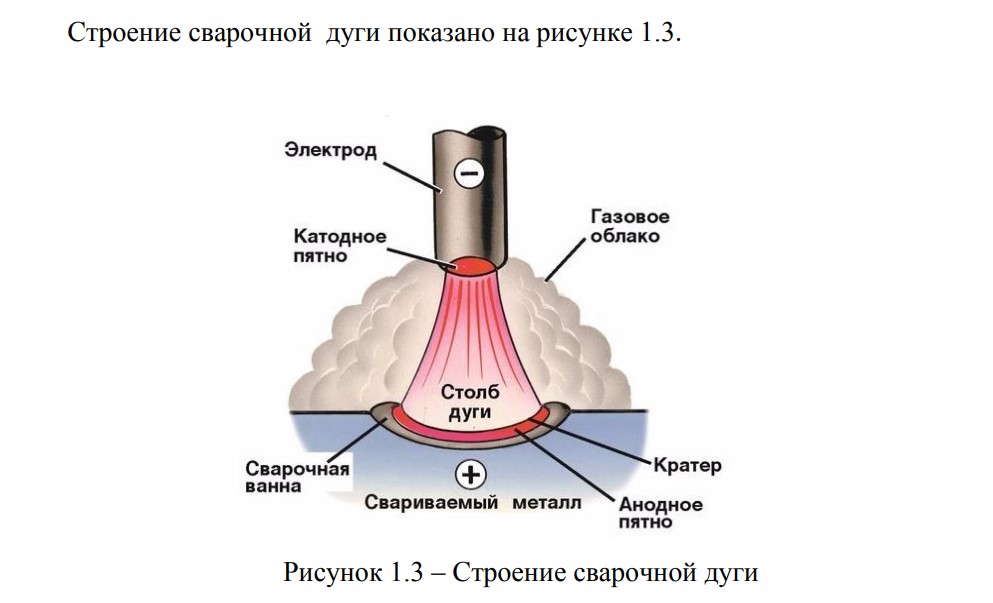 Строение сварочной дуги показано на рисунке 1.3.
Электрод
−
Катодное
пятно
Газовое
облако
Столб
дуги
Сварочная
ванна
+
Свариваемый металл
Кратер
Анодное
пятно
Рисунок 1.3 – Строение сварочной дуги